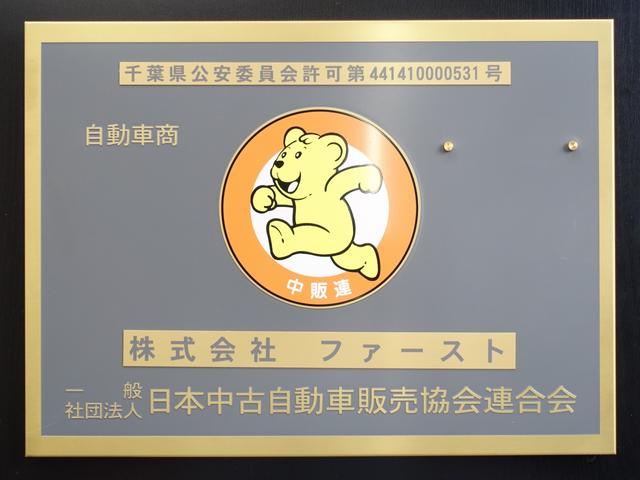 千葉県公安委員会許可第441410000531号
自動車商
中販連
株式会社 ファースト
一般社団法人日本中古自動車販売協会連合会